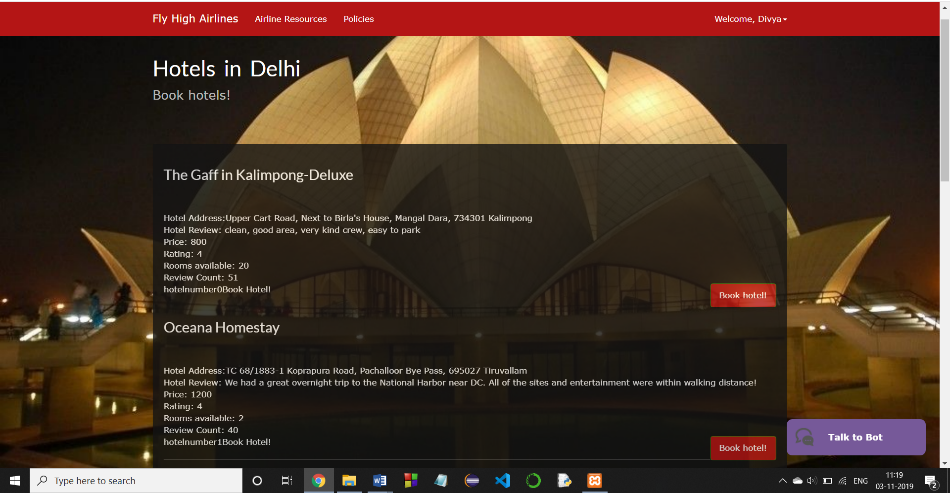 Fly High Airlines Airline Resources Policies Welcome, Divya
Hotels in Delhi
Book hotels!
The Gaff in Kalimpong-Deluxe
Hotel Address:Upper Cart Road, Next to Birla's House, Mangal Dara, 734301 Kalimpong
Hotel Review: clean, good area, very kind crew, easy to park
Price: 800
Rating: 4
Rooms available: 20
Review Count: 51
hotelnumber0Book Hotel!
Book hotel!
Oceana Homestay
Hotel Address:TC 68/1883-1 Koprapura Road, Pachalloor Bye Pass, 695027 Tiruvallam
Hotel Review: We had a great overnight trip to the National Harbor near DC. All of the sites and entertainment were within walking distance!
Price: 1200
Rating: 4
Rooms available: 2
Review Count: 40
hotelnumber1Book Hotel!
Book hotel!
Talk to Bot
Type here to search
ENG
11:19
03-11-2019
2